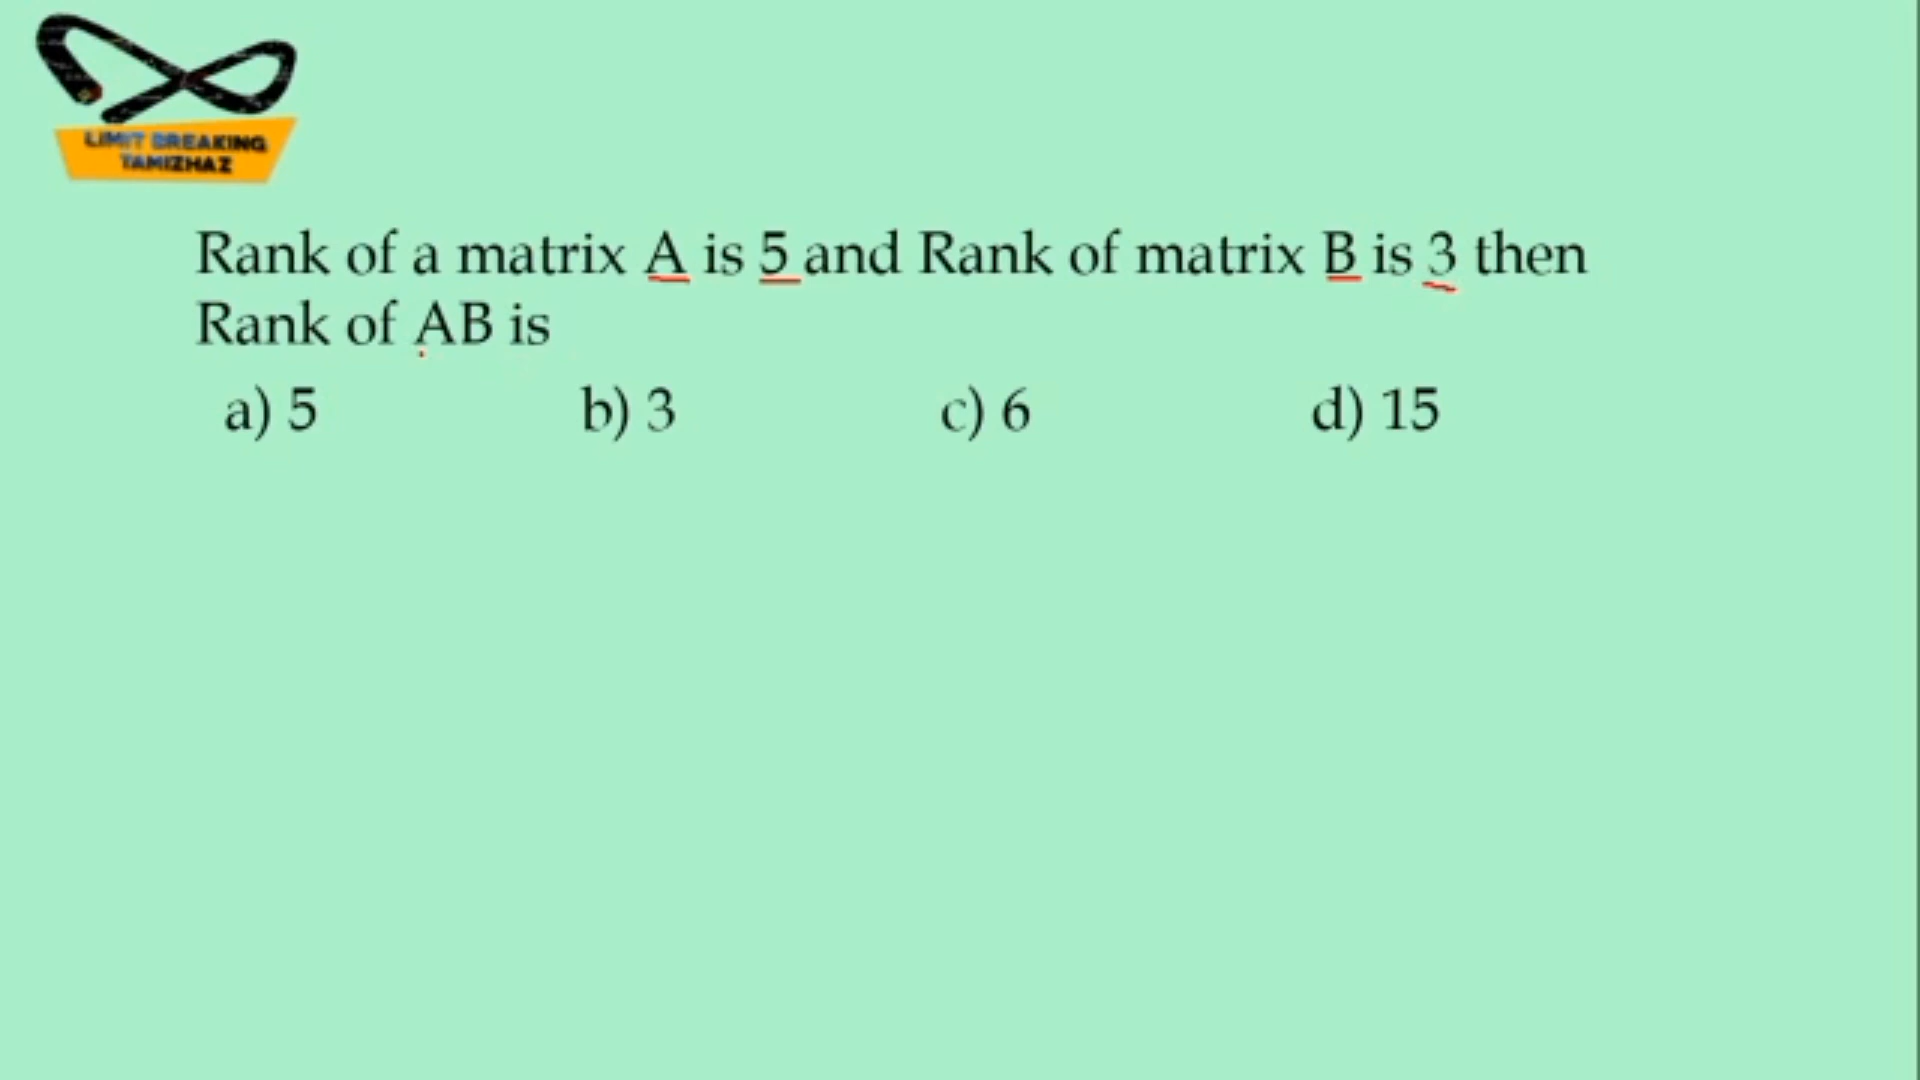 LIMIT BREAKING
TAMIZHAZ
Rank of a matrix A is 5 and Rank of matrix B is 3 then
Rank of AB is
a) 5 b) 3 c) 6 d) 15